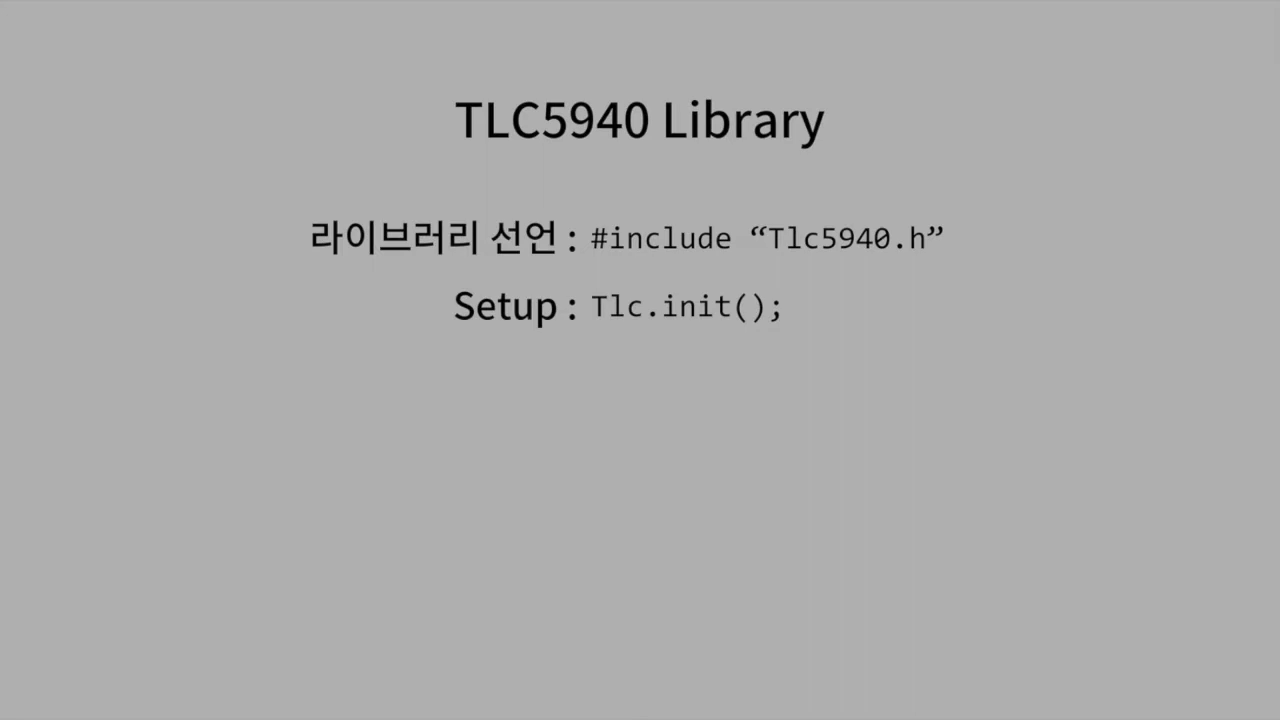 TLC5940 Library
라이브러리 선언 : #include “Tlc5940.h”
Setup : Tlc.init();